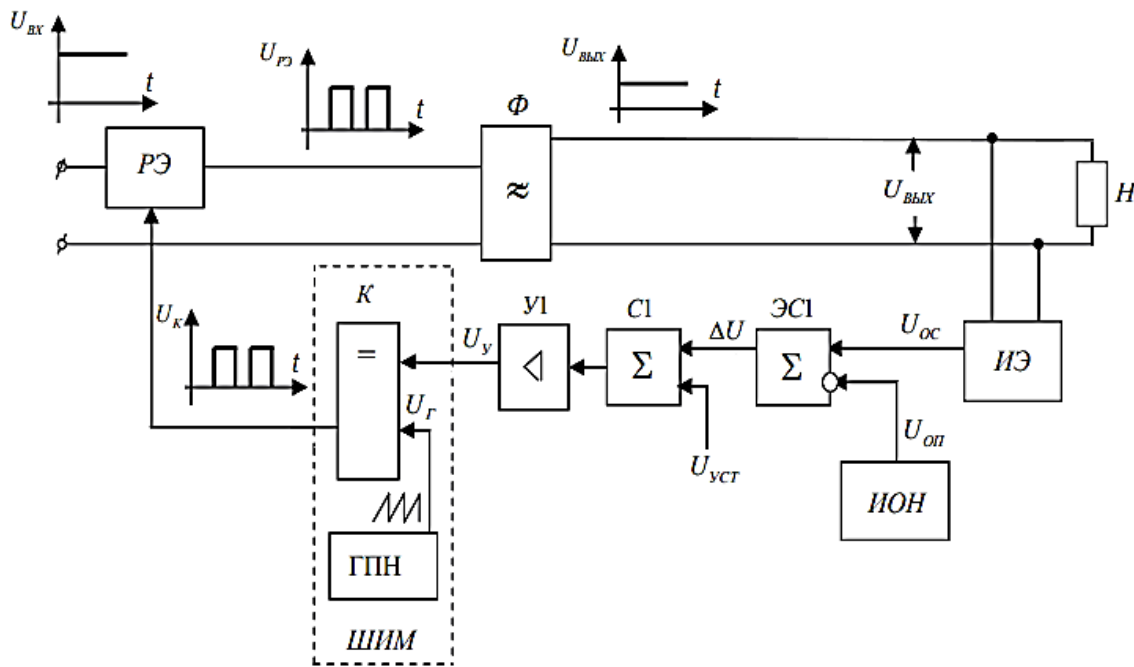 U_ВХ
t
U_РЭ
t
U_ВЫХ
t
Ф
РЭ
≈
U_ВЫХ
Н
U_К
t
К
=
U_У
У1
С1
Σ
ΔU
ЭС1
Σ
U_ОС
ИЭ
U_Г
U_УСТ
U_ОП
ИОН
ГПН
ШИМ